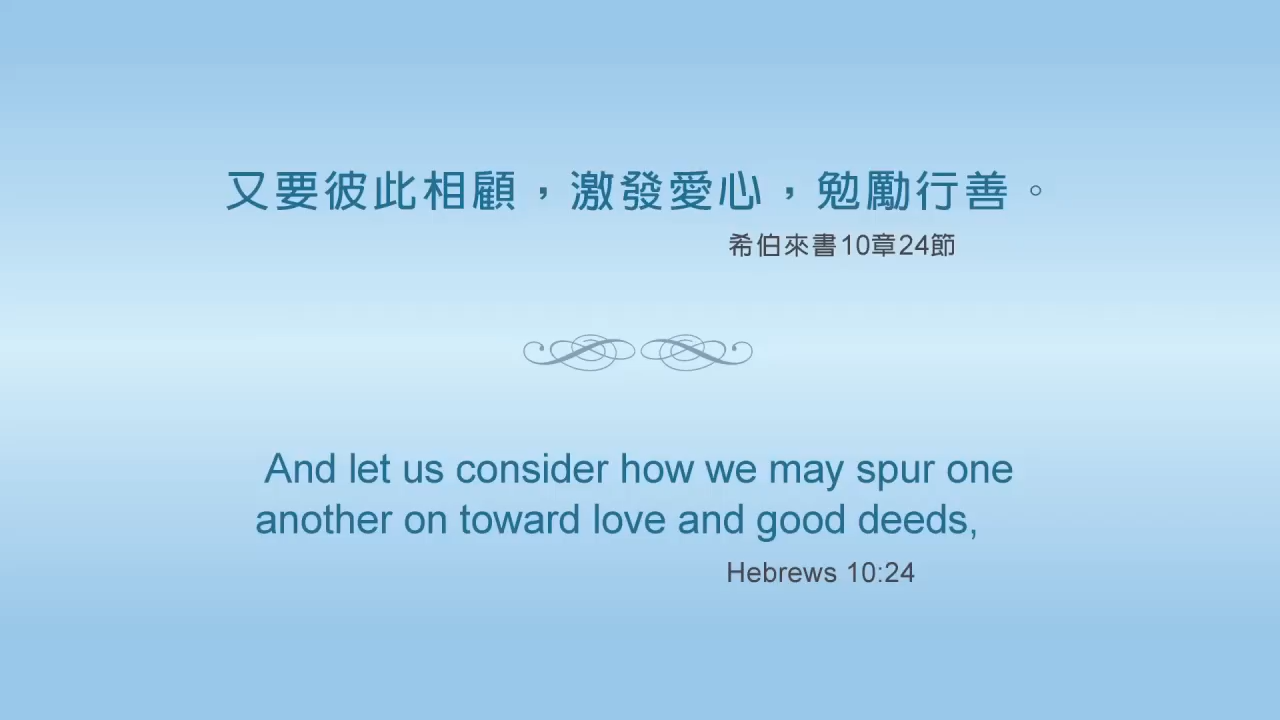 又要彼此相顧，激發愛心，勉勵行善。
希伯來書10章24節
And let us consider how we may spur one
another on toward love and good deeds,
Hebrews 10:24